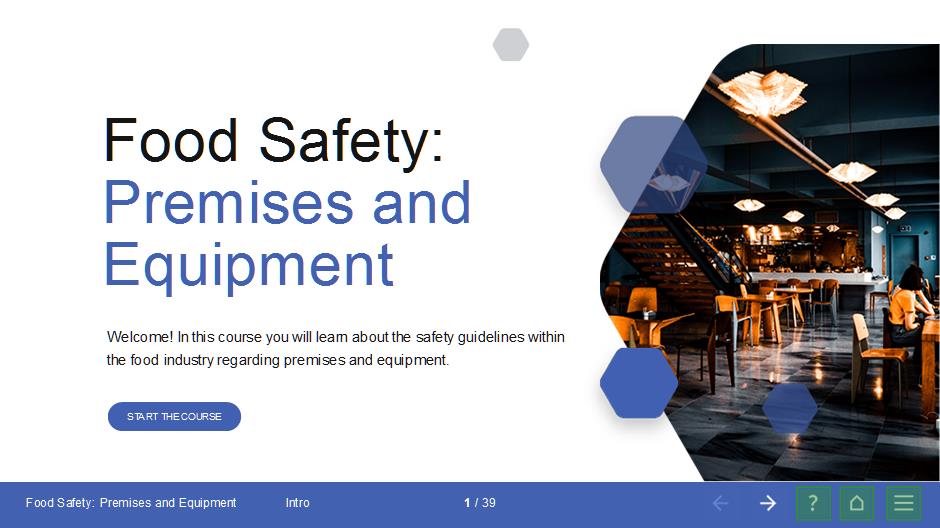 Food Safety:
Premises and
Equipment
Welcome! In this course you will learn about the safety guidelines within
the food industry regarding premises and equipment.
START THE COURSE
Food Safety: Premises and Equipment
Intro
1 / 39
?